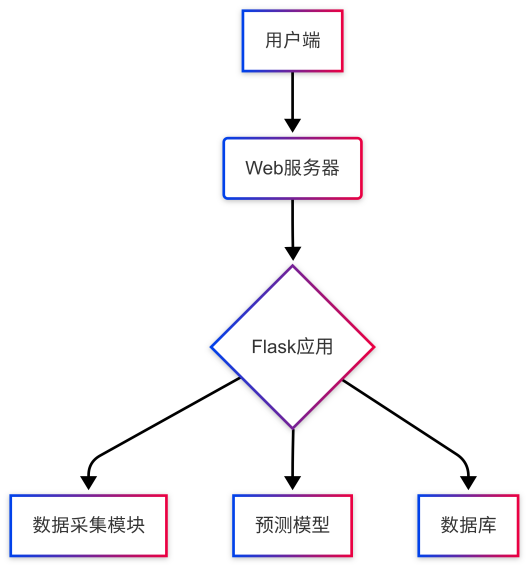 用户端
Web服务器
Flask应用
数据采集模块
预测模型
数据库